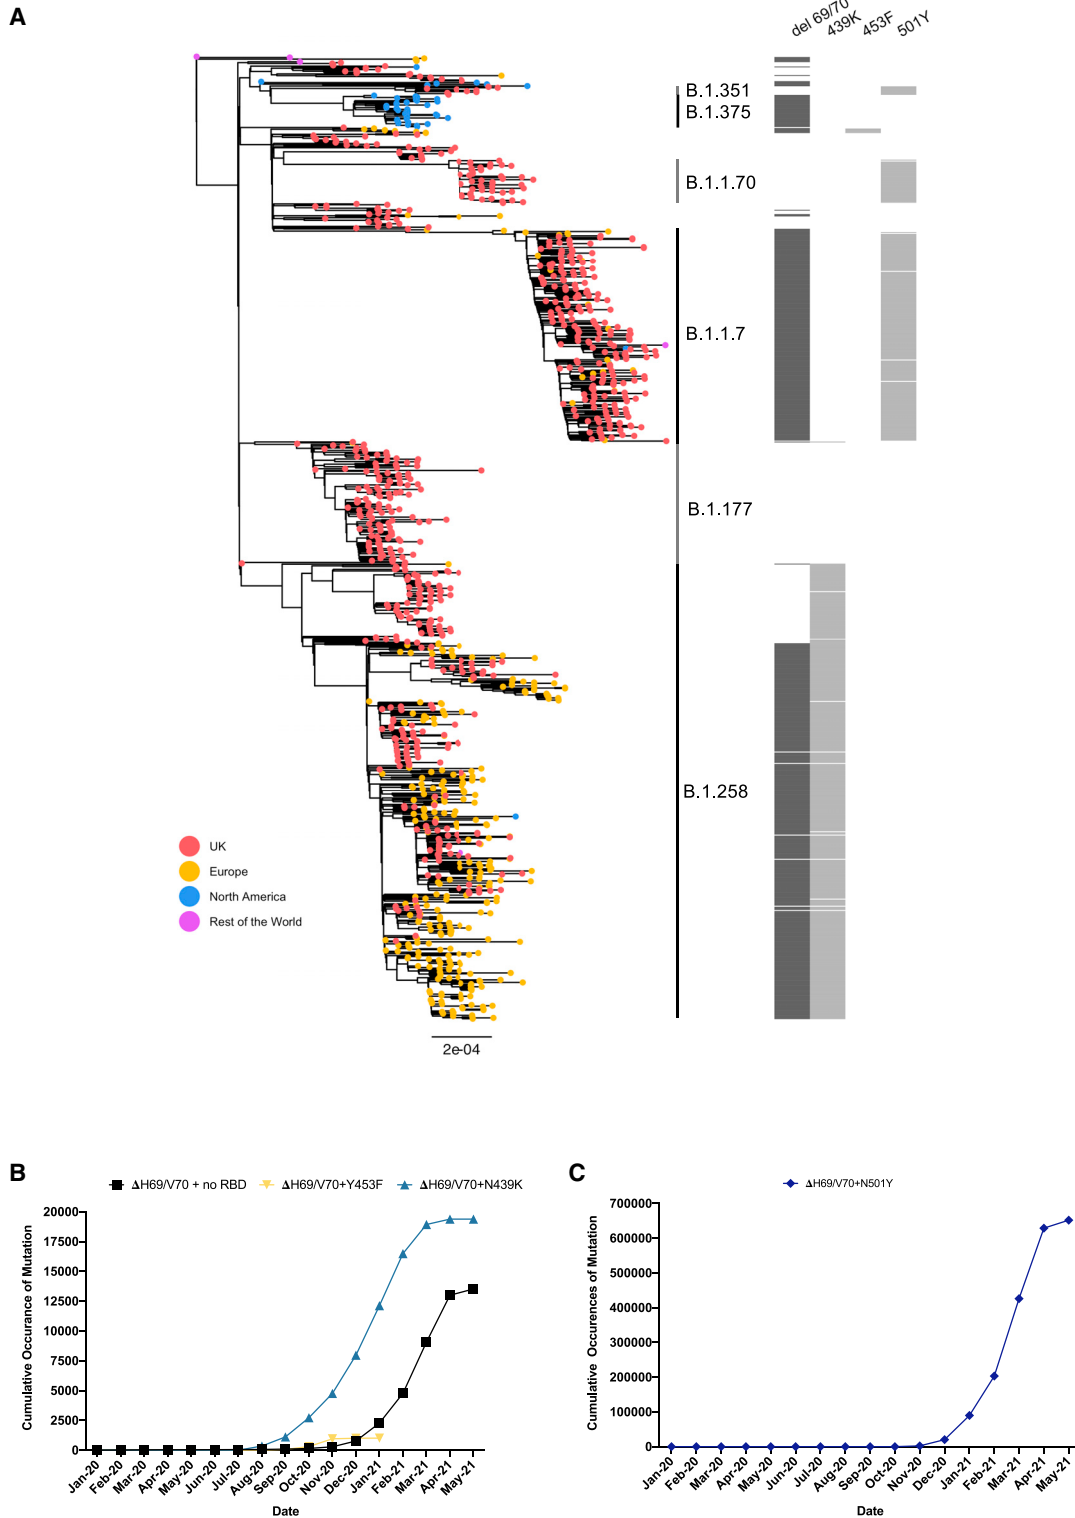 A
del 69/70 439K 453F 501Y
B.1.351
B.1.375
B.1.1.70
B.1.1.7
B.1.177
B.1.258
UK
Europe
North America
Rest of the World
2e-04
B
ΔH69/V70 + no RBD ΔH69/V70+Y453F ΔH69/V70+N439K
Cumulative Occurance of Mutation
20000
17500
15000
12500
10000
7500
5000
2500
0
Jan-20 Feb-20 Mar-20 Apr-20 May-20 Jun-20 Jul-20 Aug-20 Sep-20 Oct-20 Nov-20 Dec-20 Jan-21 Feb-21 Mar-21 Apr-21 May-21
Date
C
ΔH69/V70+N501Y
Cumulative Occurences of Mutation
700000
600000
500000
400000
300000
200000
100000
0
Jan-20 Feb-20 Mar-20 Apr-20 May-20 Jun-20 Jul-20 Aug-20 Sep-20 Oct-20 Nov-20 Dec-20 Jan-21 Feb-21 Mar-21 Apr-21 May-21
Date